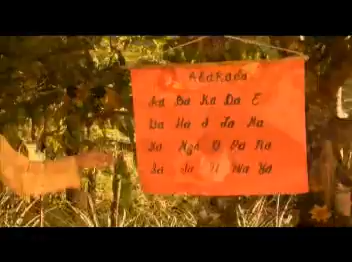 Abakada
Aa Ba Ka Da E
Ga Ha I La Ma
Na Nga O Pa Ra
Sa Ta U Wa Ya